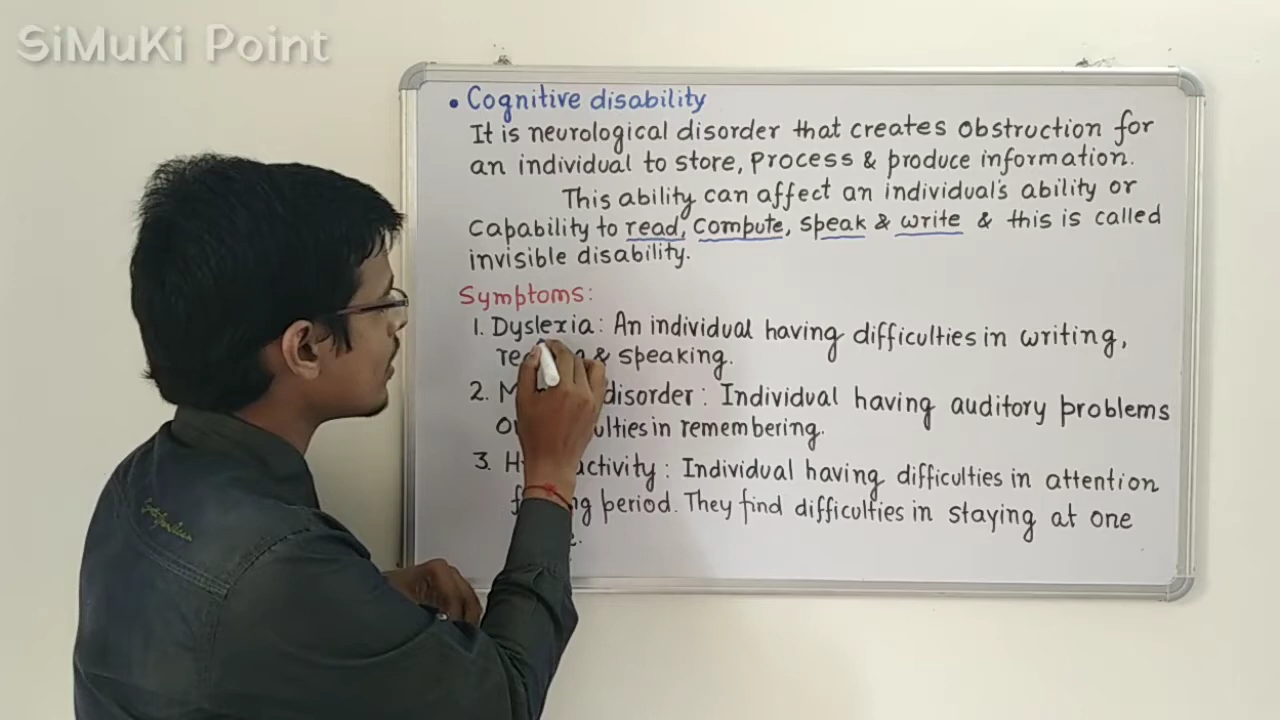 SiMuKi Point
• Cognitive disability
It is neurological disorder that creates obstruction for
an individual to store, Process & produce information.
This ability can affect an individual's ability or
Capability to read, Compute, speak & write & this is called
invisible disability.
Symptoms:
1. Dyslexia: An individual having difficulties in writing,
& speaking.
2. disorder: Individual having auditory problems
in remembering.
3. Individual having difficulties in attention
period. They find difficulties in staying at one